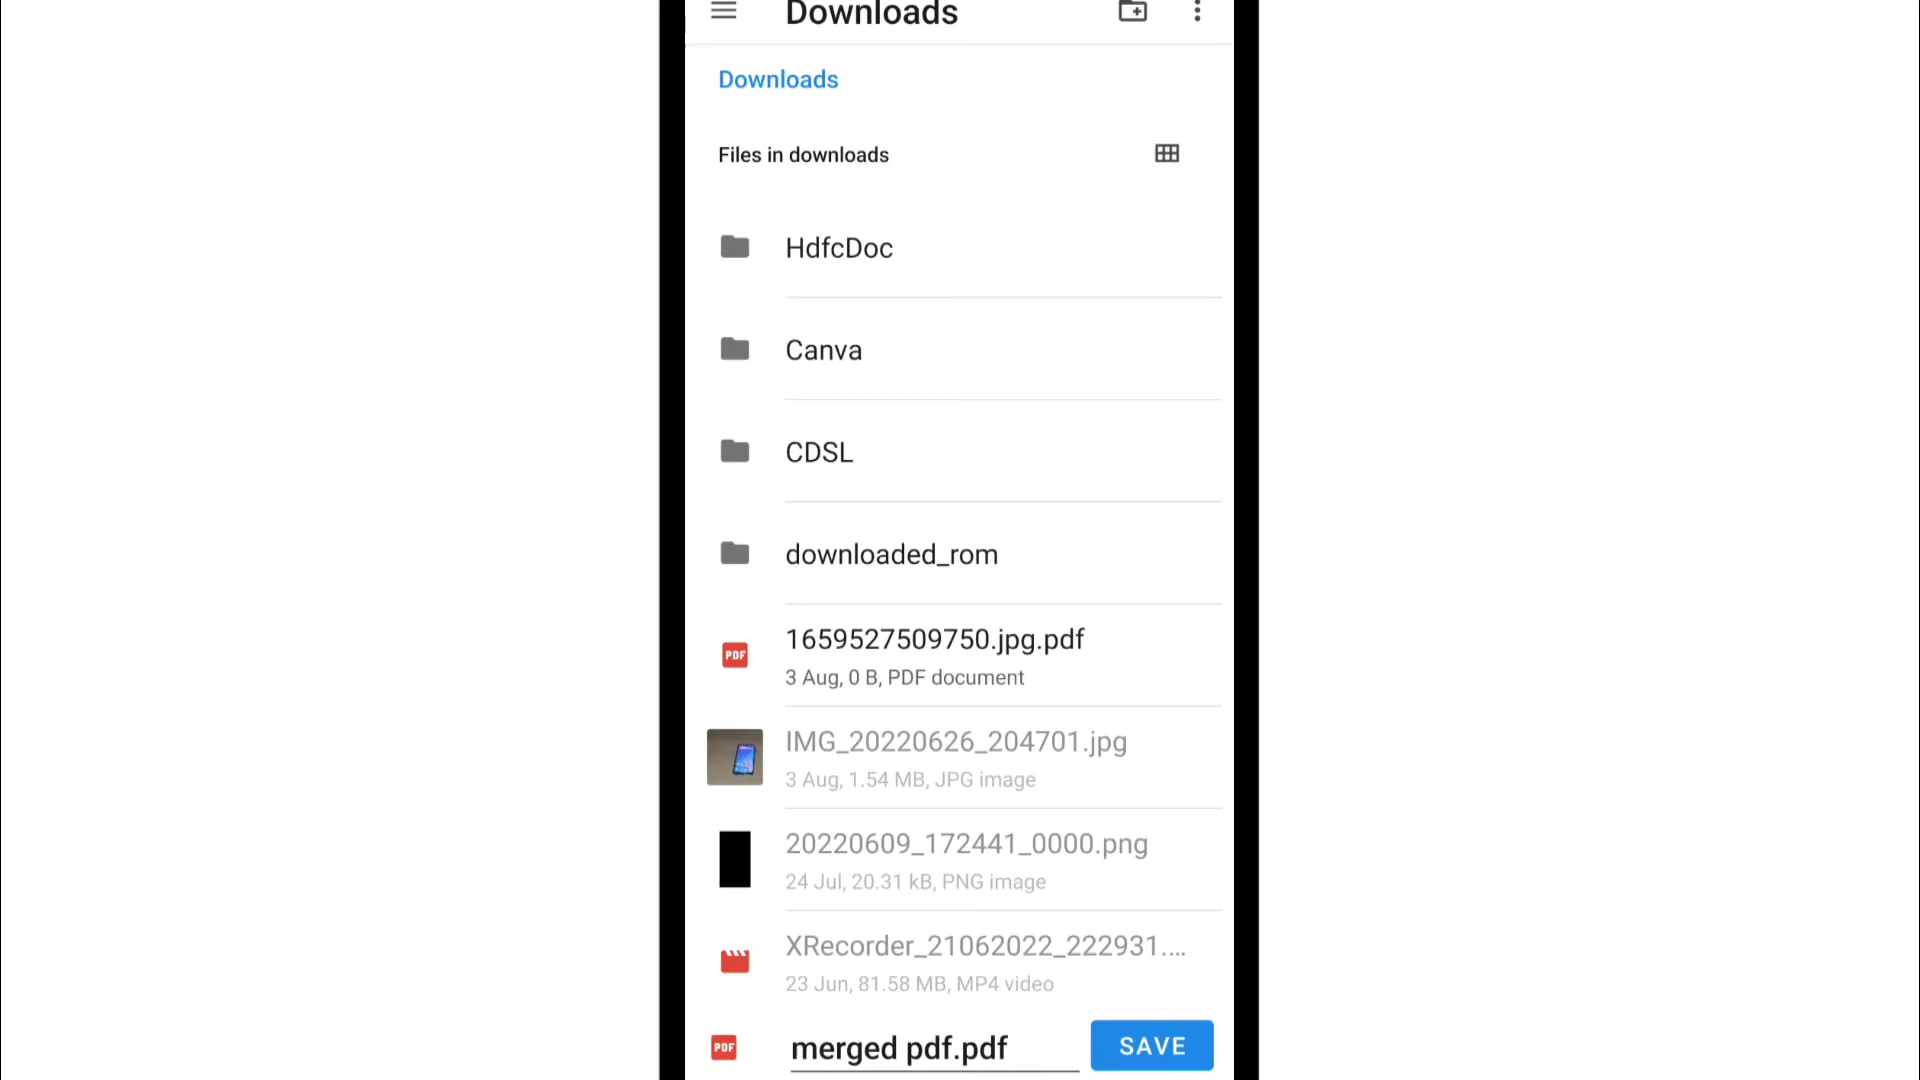 Downloads
Downloads
Files in downloads
HdfcDoc
Canva
CDSL
downloaded_rom
1659527509750.jpg.pdf
3 Aug, 0 B, PDF document
IMG_20220626_204701.jpg
3 Aug, 1.54 MB, JPG image
20220609_172441_0000.png
24 Jul, 20.31 kB, PNG image
XRecorder_21062022_222931....
23 Jun, 81.58 MB, MP4 video
merged pdf.pdf
SAVE